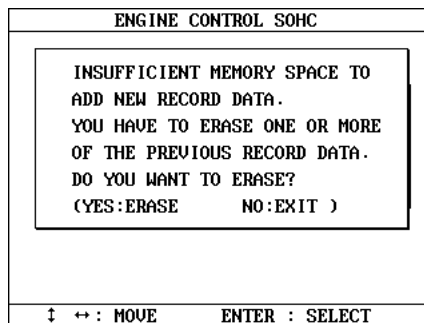 ENGINE CONTROL SOHC
INSUFFICIENT MEMORY SPACE TO
ADD NEW RECORD DATA.
YOU HAVE TO ERASE ONE OR MORE
OF THE PREVIOUS RECORD DATA.
DO YOU WANT TO ERASE?
(YES:ERASE NO:EXIT )
↕ ↔: MOVE ENTER : SELECT